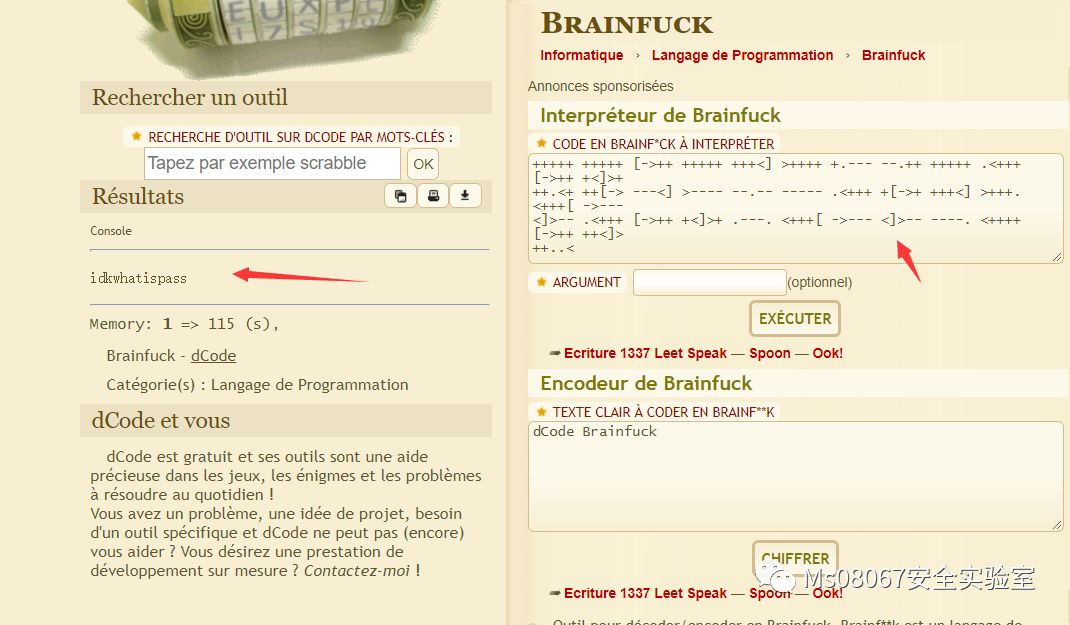 Rechercher un outil
RECHERCHE D'OUTIL SUR DCODE PAR MOTS-CLÉS :
Tapez par exemple scrabble
OK
Résultats
Console
idkwhatispass
Memory: 1 => 115 (s),
Brainfuck - dCode
Catégorie(s) : Langage de Programmation
dCode et vous
dCode est gratuit et ses outils sont une aide
précieuse dans les jeux, les énigmes et les problèmes
à résoudre au quotidien !
Vous avez un problème, une idée de projet, besoin
d'un outil spécifique et dCode ne peut pas (encore)
vous aider ? Vous désirez une prestation de
développement sur mesure ? Contactez-moi !
BRAINFUCK
Informatique › Langage de Programmation › Brainfuck
Annonces sponsorisées
Interpréteur de Brainfuck
CODE EN BRAINF*CK À INTERPRÉTER
+++++ +++++ [->++ +++++ +++<] >++++ +.--- --.++ +++++ .<+++
[->++ +<]>+
++.<+ ++[-> ---<] >---- --.-- ----- .<+++ +[->+ +++<] >+++.
<+++[ ->---
<]>-- .<+++ [->++ +<]>+ .---. <+++[ ->--- <]>-- ----. <++++
[->++ ++<]>
++..<
ARGUMENT
(optionnel)
EXÉCUTER
Ecriture 1337 Leet Speak — Spoon — Ook!
Encodeur de Brainfuck
TEXTE CLAIR À CODER EN BRAINF**K
dCode Brainfuck
CHIFFRER
Ms08067安全实验室
Ecriture 1337 Leet Speak — Spoon — Ook!
Outil pour décoder/encoder en Brainfuck. Brainf**k est un langage de